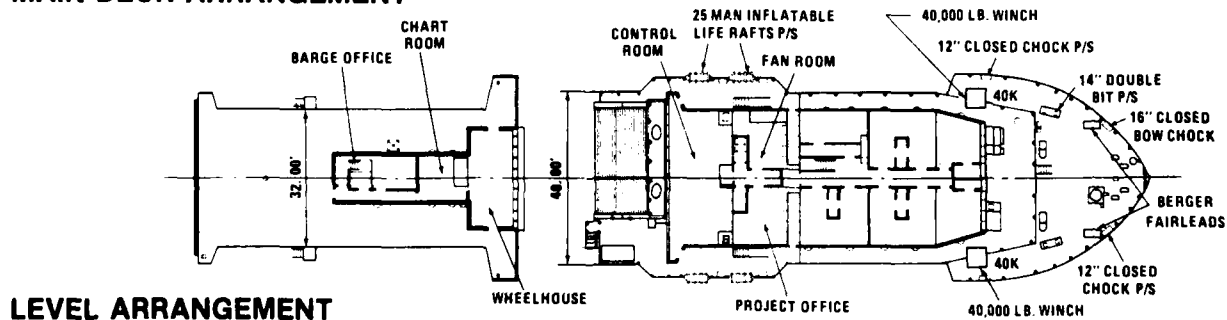 MAIN DECK ARRANGEMENT
BARGE OFFICE
CHART
ROOM
32.00'
WHEELHOUSE
CONTROL
ROOM
25 MAN INFLATABLE
LIFE RAFTS P/S
FAN ROOM
40.00'
PROJECT OFFICE
40,000 LB. WINCH
12" CLOSED CHOCK P/S
40K
14" DOUBLE
BIT P/S
16" CLOSED
BOW CHOCK
BERGER
FAIRLEADS
40K
12" CLOSED
CHOCK P/S
40,000 LB. WINCH
LEVEL ARRANGEMENT